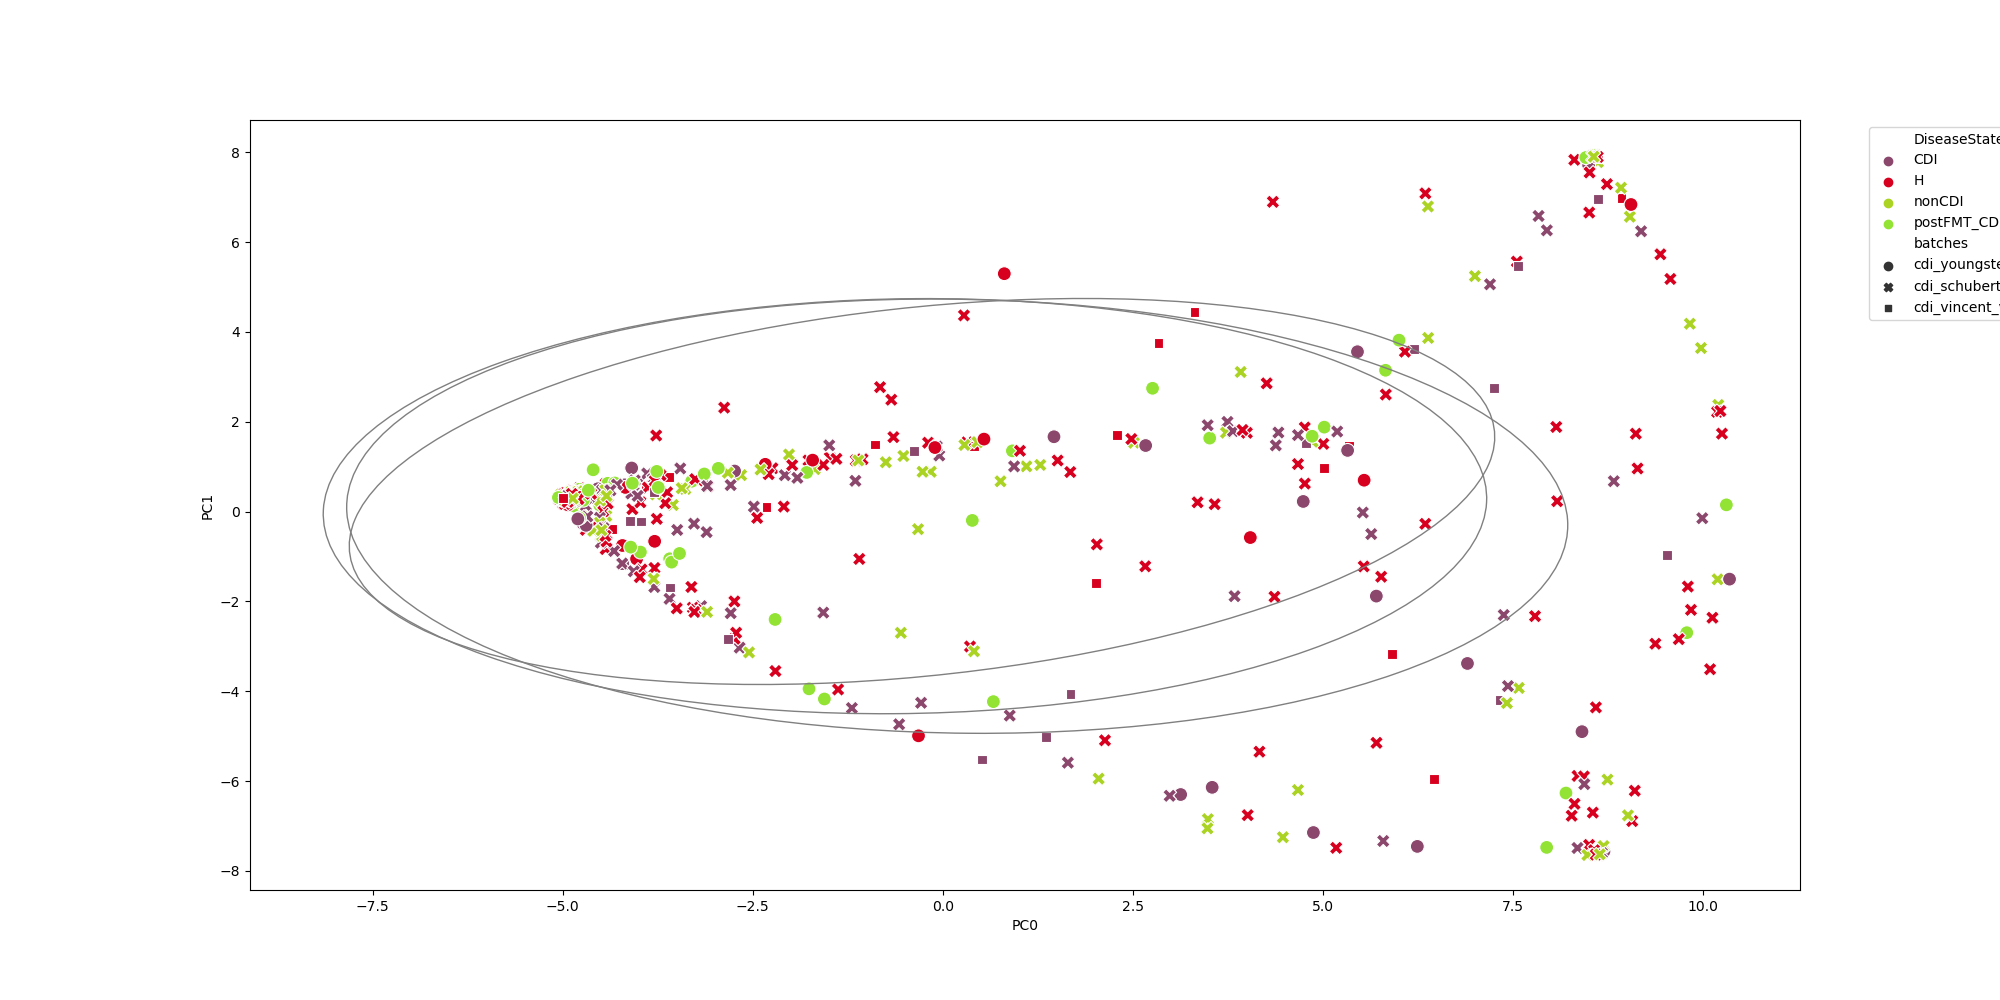 DiseaseState
CDI
H
nonCDI
postFMT_CD
batches
cdi_youngste
cdi_schubert
cdi_vincent_
8
6
4
2
0
−2
−4
−6
−8
PC1
−7.5 −5.0 −2.5 0.0 2.5 5.0 7.5 10.0
PC0